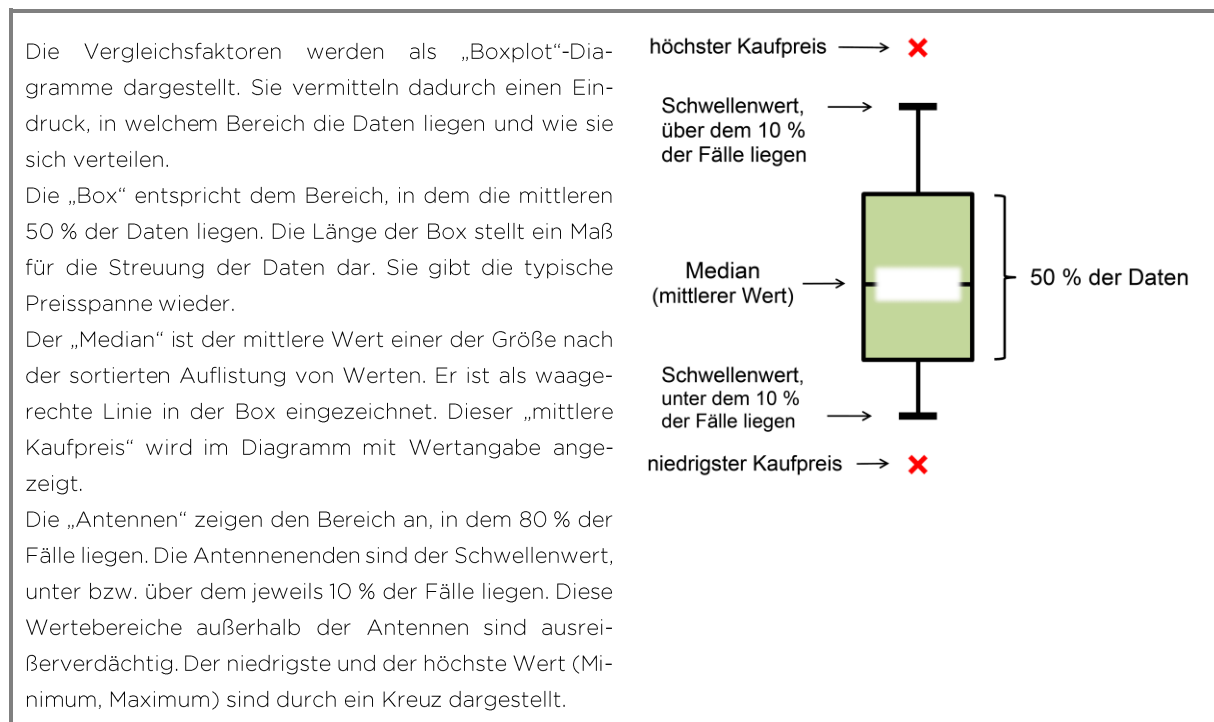 Die Vergleichsfaktoren werden als „Boxplot“-Dia-
gramme dargestellt. Sie vermitteln dadurch einen Ein-
druck, in welchem Bereich die Daten liegen und wie sie
sich verteilen.
Die „Box“ entspricht dem Bereich, in dem die mittleren
50 % der Daten liegen. Die Länge der Box stellt ein Maß
für die Streuung der Daten dar. Sie gibt die typische
Preisspanne wieder.
Der „Median“ ist der mittlere Wert einer der Größe nach
der sortierten Auflistung von Werten. Er ist als waage-
rechte Linie in der Box eingezeichnet. Dieser „mittlere
Kaufpreis“ wird im Diagramm mit Wertangabe ange-
zeigt.
Die „Antennen“ zeigen den Bereich an, in dem 80 % der
Fälle liegen. Die Antennenenden sind der Schwellenwert,
unter bzw. über dem jeweils 10 % der Fälle liegen. Diese
Wertebereiche außerhalb der Antennen sind ausrei-
ßerverdächtig. Der niedrigste und der höchste Wert (Mi-
nimum, Maximum) sind durch ein Kreuz dargestellt.
höchster Kaufpreis
Schwellenwert,
über dem 10 %
der Fälle liegen
Median
(mittlerer Wert)
50 % der Daten
Schwellenwert,
unter dem 10 %
der Fälle liegen
niedrigster Kaufpreis